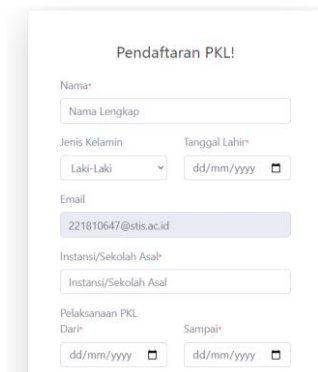 Pendaftaran PKL!
Nama*
Nama Lengkap
Jenis Kelamin Tanggal Lahir*
Laki-Laki dd/mm/yyyy
Email
221810647@stis.ac.id
Instansi/Sekolah Asal*
Instansi/Sekolah Asal
Pelaksanaan PKL
Dari* Sampai*
dd/mm/yyyy dd/mm/yyyy